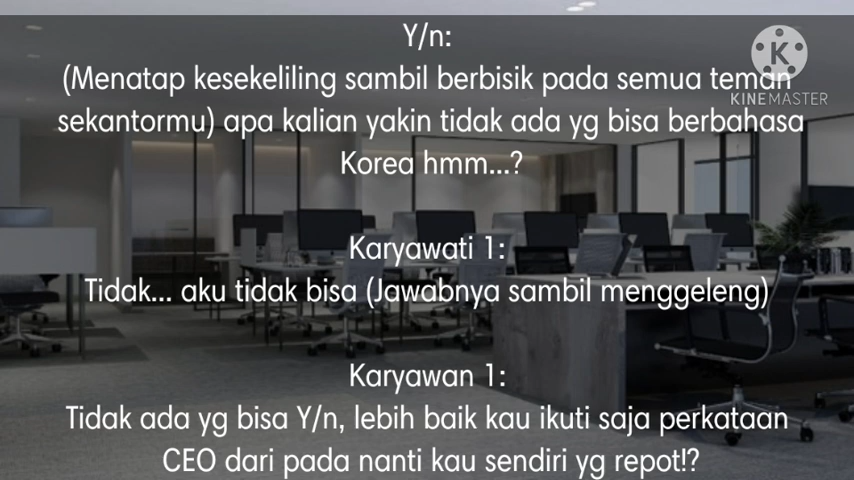 Y/n:
(Menatap kesekeliling sambil berbisik pada semua teman
KINEMASTER
sekantormu) apa kalian yakin tidak ada yg bisa berbahasa
Korea hmm...?
Karyawati 1:
Tidak... aku tidak bisa (Jawabnya sambil menggeleng)
Karyawan 1:
Tidak ada yg bisa Y/n, lebih baik kau ikuti saja perkataan
CEO dari pada nanti kau sendiri yg repot!?